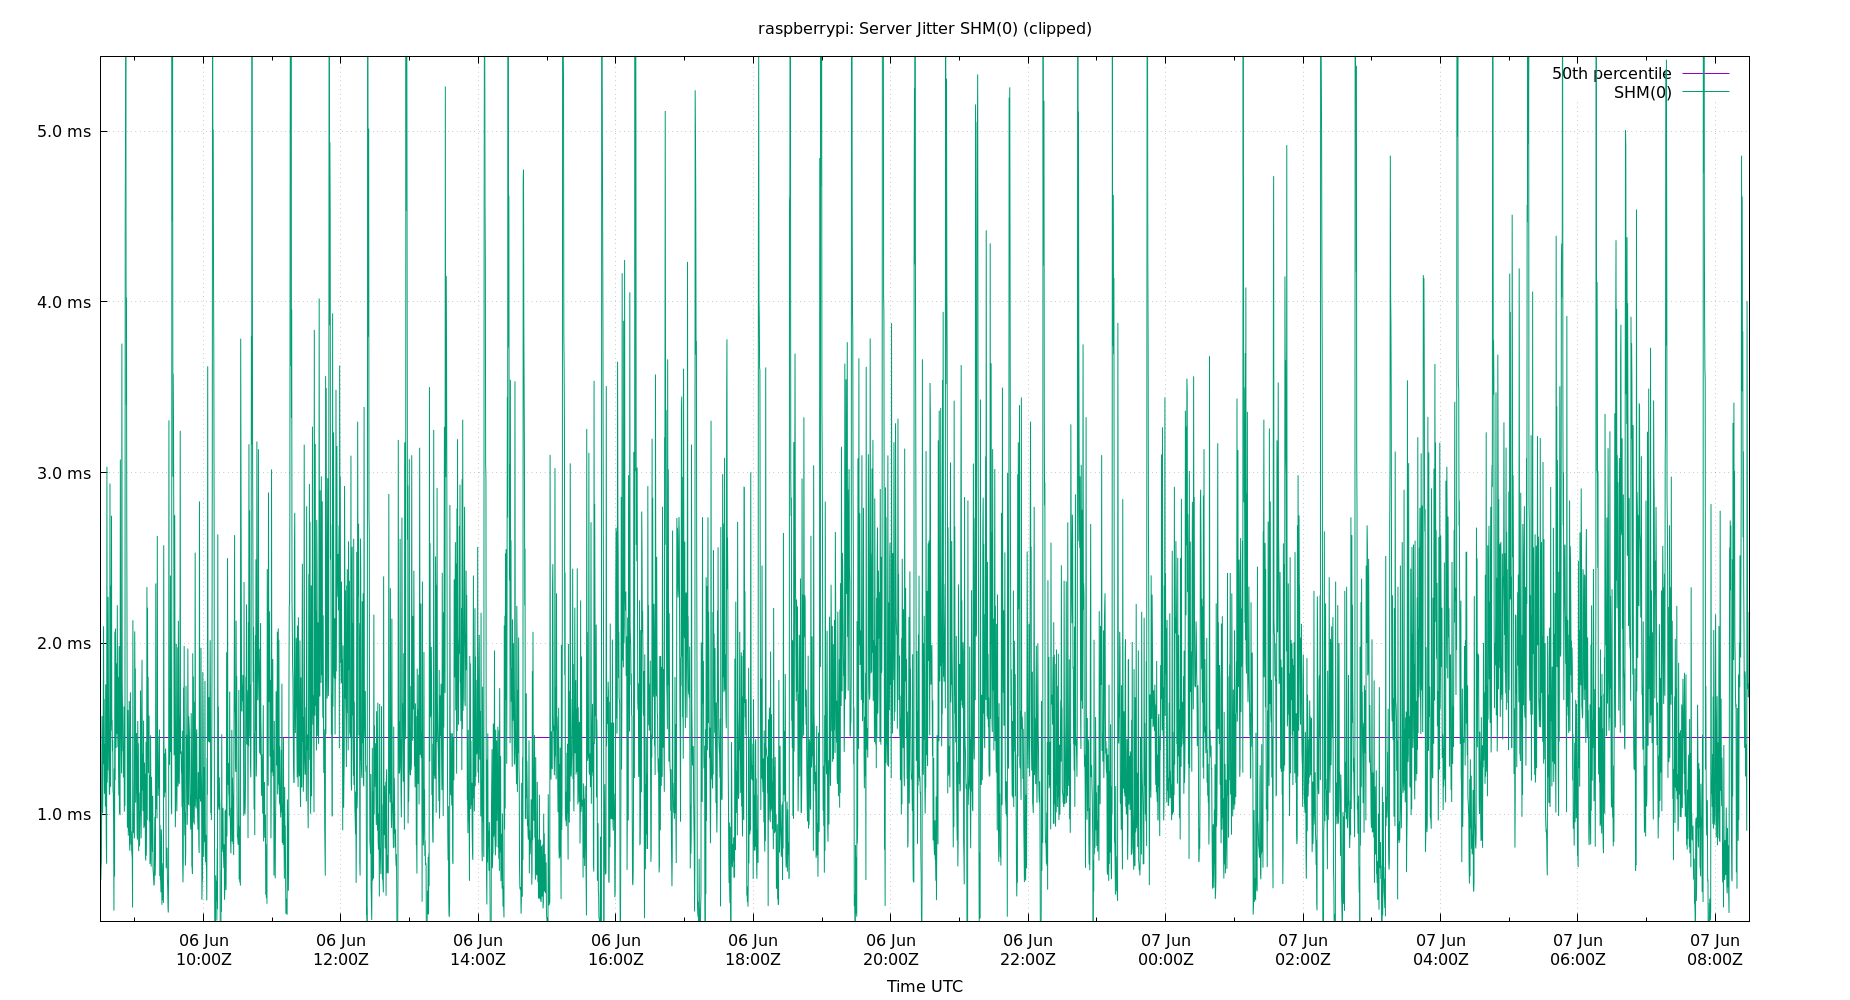 raspberrypi: Server Jitter SHM(0) (clipped)
50th percentile
SHM(0)
5.0 ms
4.0 ms
3.0 ms
2.0 ms
1.0 ms
06 Jun 06 Jun 06 Jun 06 Jun 06 Jun 06 Jun 06 Jun 07 Jun 07 Jun 07 Jun 07 Jun 07 Jun
10:00Z 12:00Z 14:00Z 16:00Z 18:00Z 20:00Z 22:00Z 00:00Z 02:00Z 04:00Z 06:00Z 08:00Z
Time UTC